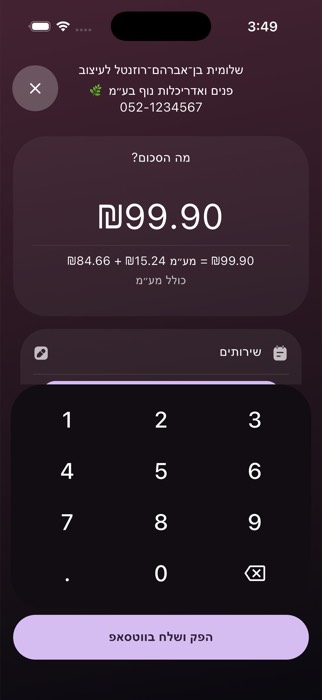 3:49
שלומית בן־אברהם־רוזנטל לעיצוב
פנים ואדריכלות נוף בע״מ 🌿
052-1234567
מה הסכום?
₪99.90
₪99.90 = מע״מ ₪15.24 + ₪84.66
כולל מע״מ
שירותים
1 2 3
4 5 6
7 8 9
. 0
הפק ושלח בווטסאפ